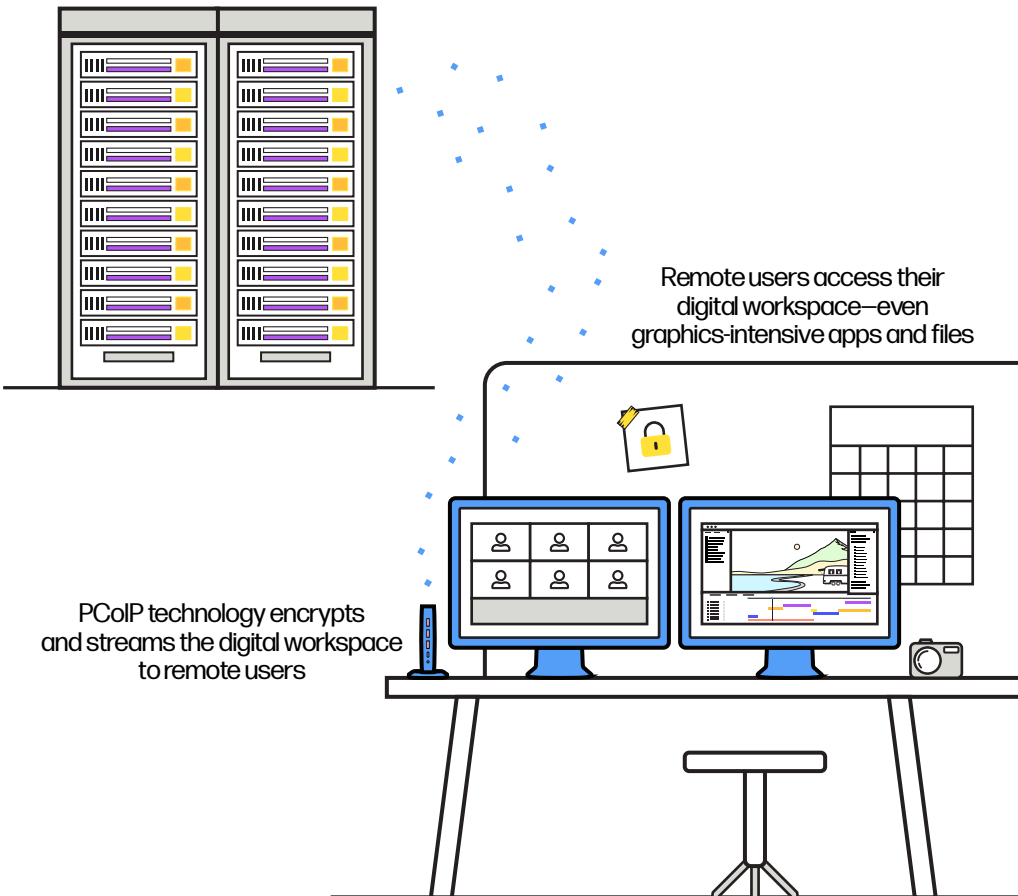 Remote users access their
digital workspace—even
graphics-intensive apps and files
PCoIP technology encrypts
and streams the digital workspace
to remote users